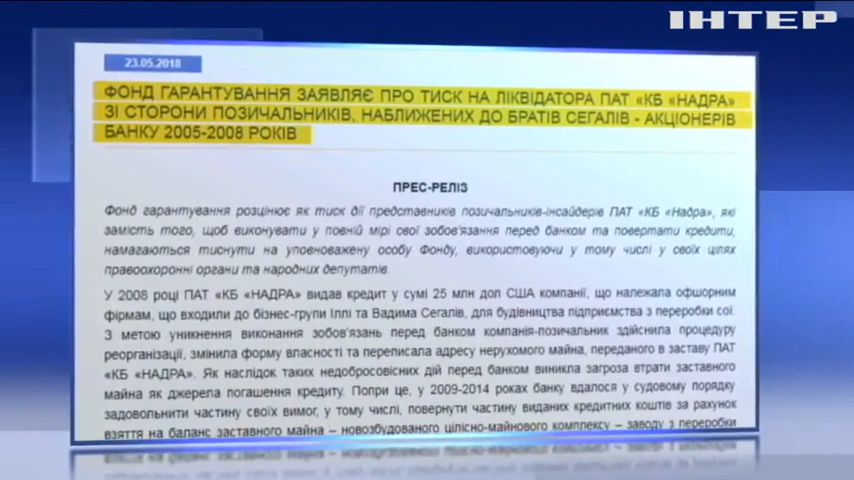 ІНТЕР
23.05.2018
ФОНД ГАРАНТУВАННЯ ЗАЯВЛЯЄ ПРО ТИСК НА ЛІКВІДАТОРА ПАТ «КБ «НАДРА»
ЗІ СТОРОНИ ПОЗИЧАЛЬНИКІВ, НАБЛИЖЕНИХ ДО БРАТІВ СЕГАЛІВ - АКЦІОНЕРІВ
БАНКУ 2005-2008 РОКІВ
ПРЕС-РЕЛІЗ
Фонд гарантування розцінює як тиск дії представників позичальників-інсайдерів ПАТ «КБ «Надра», які
замість того, щоб виконувати у повній мірі свої зобов'язання перед банком та повертати кредити,
намагаються тиснути на уповноважену особу Фонду, використовуючи у тому числі у своїх цілях
правоохоронні органи та народних депутатів.
У 2008 році ПАТ «КБ «НАДРА» видав кредит у сумі 25 млн дол США компанії, що належала офшорним
фірмам, що входили до бізнес-групи Іллі та Вадима Сегалів, для будівництва підприємства з переробки сої.
З метою уникнення виконання зобов'язань перед банком компанія-позичальник здійснила процедуру
реорганізації, змінила форму власності та переписала адресу нерухомого майна, переданого в заставу ПАТ
«КБ «НАДРА». Як наслідок таких недобросовісних дій перед банком виникла загроза втрати заставного
майна як джерела погашення кредиту. Попри це, у 2009-2014 роках банку вдалося у судовому порядку
задовольнити частину своїх вимог, у тому числі, повернути частину виданих кредитних коштів за рахунок
взяття на баланс заставного майна – новозбудованого цілісно-майнового комплексу – заводу з переробки